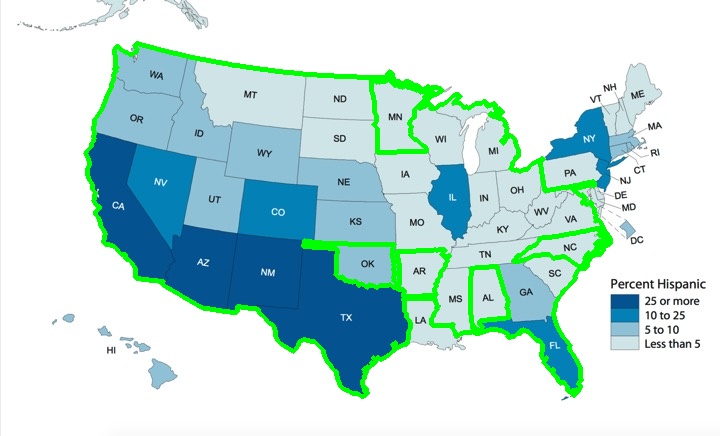 WA
MT
ND
MN
OR
ID
SD
WI
MI
WY
IA
NE
NV
UT
CO
KS
IL
IN
OH
PA
NY
VT
NH
ME
MA
RI
CT
NJ
DE
MD
DC
CA
MO
KY
WV
VA
AZ
NM
OK
AR
TN
NC
SC
TX
LA
MS
AL
GA
FL
HI
Percent Hispanic
25 or more
10 to 25
5 to 10
Less than 5